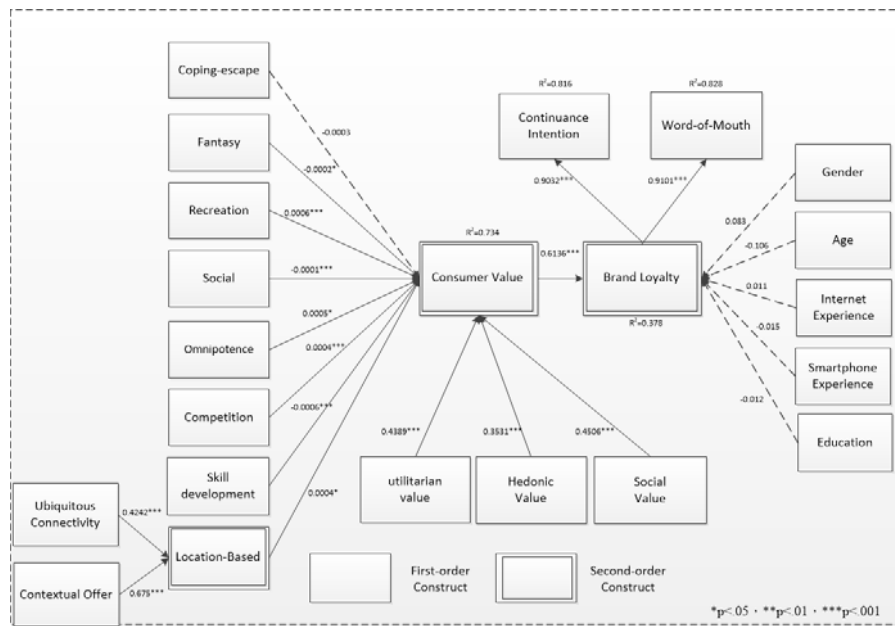 Coping-escape
Fantasy
Recreation
Social
Omnipotence
Competition
Skill
development
Ubiquitous
Connectivity
Contextual Offer
Location-Based
0.4242***
0.675***
-0.0003
-0.0002*
0.0006***
-0.0001***
0.0005*
0.0004***
-0.0006***
0.0004*
R²=0.734
Consumer Value
0.6136***
Brand Loyalty
R²=0.378
R²=0.816
Continuance
Intention
R²=0.828
Word-of-Mouth
0.9032***
0.9101***
0.4389***
0.3531***
0.4506***
utilitarian
value
Hedonic
Value
Social
Value
Gender
Age
Internet
Experience
Smartphone
Experience
Education
0.083
-0.106
0.011
-0.015
-0.012
First-order
Construct
Second-order
Construct
*p<.05 · **p<.01 · ***p<.001